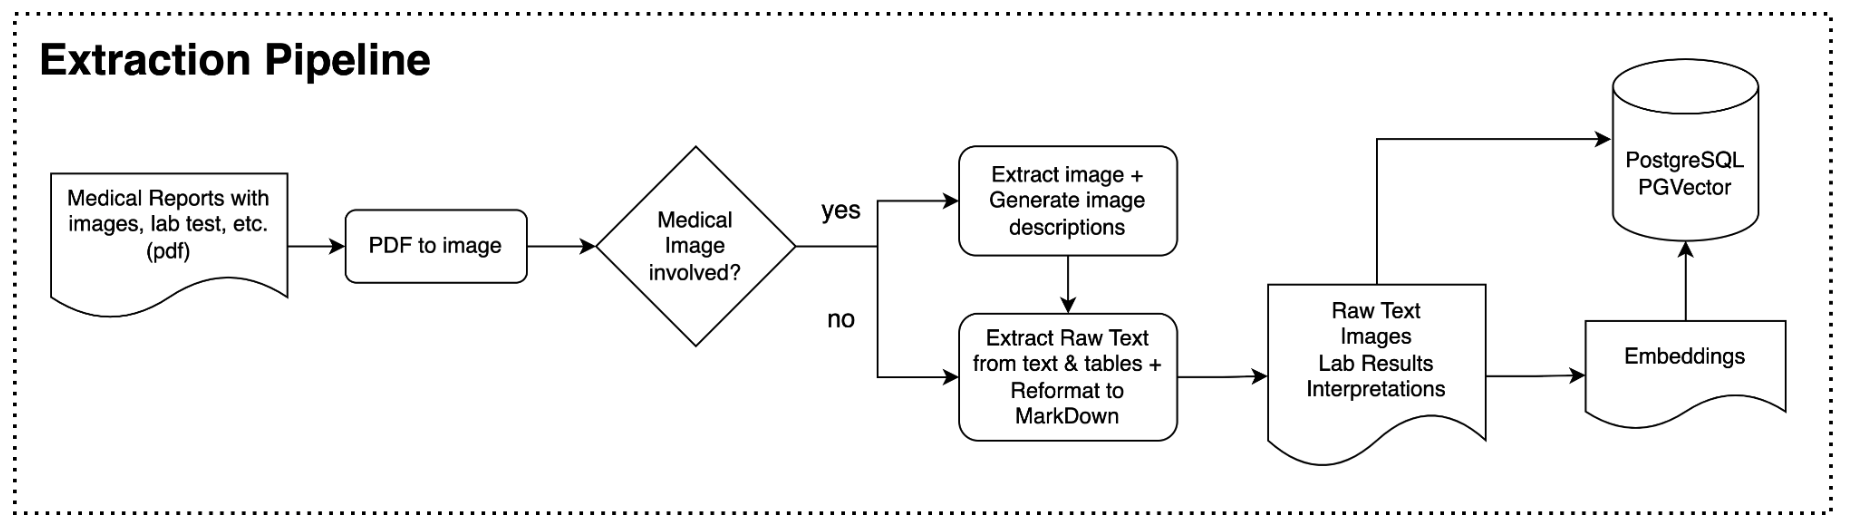 Extraction Pipeline
Medical Reports with
images, lab test, etc.
(pdf)
PDF to image
Medical
Image
involved?
yes
no
Extract image +
Generate image
descriptions
Extract Raw Text
from text & tables +
Reformat to
MarkDown
Raw Text
Images
Lab Results
Interpretations
Embeddings
PostgreSQL
PGVector